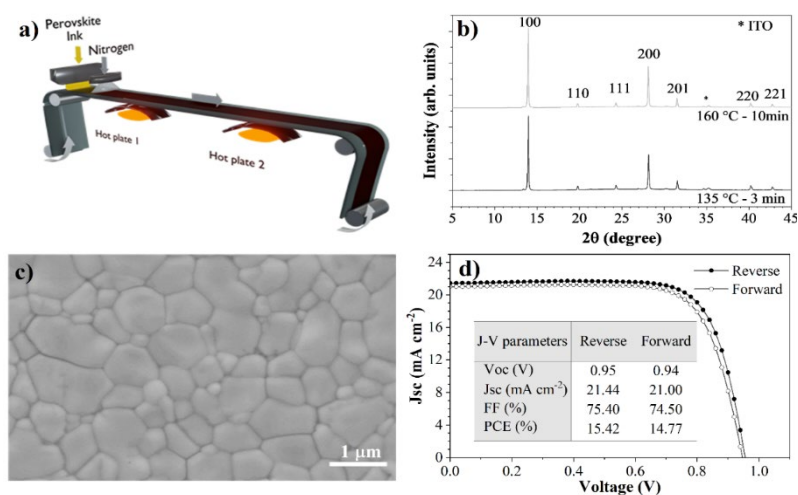 a)
Perovskite
Ink
Nitrogen
Hot plate 1
Hot plate 2
b)
* ITO
100
110
111
200
201
*
220
221
160 °C - 10min
135 °C - 3 min
Intensity (arb. units)
5 10 15 20 25 30 35 40 45
2θ (degree)
c)
1 μm
d)
Reverse
Forward
24
20
16
12
8
4
0
Jsc (mA cm-2)
J-V parameters Reverse Forward
Voc (V) 0.95 0.94
Jsc (mA cm-2) 21.44 21.00
FF (%) 75.40 74.50
PCE (%) 15.42 14.77
0.0 0.2 0.4 0.6 0.8 1.0
Voltage (V)